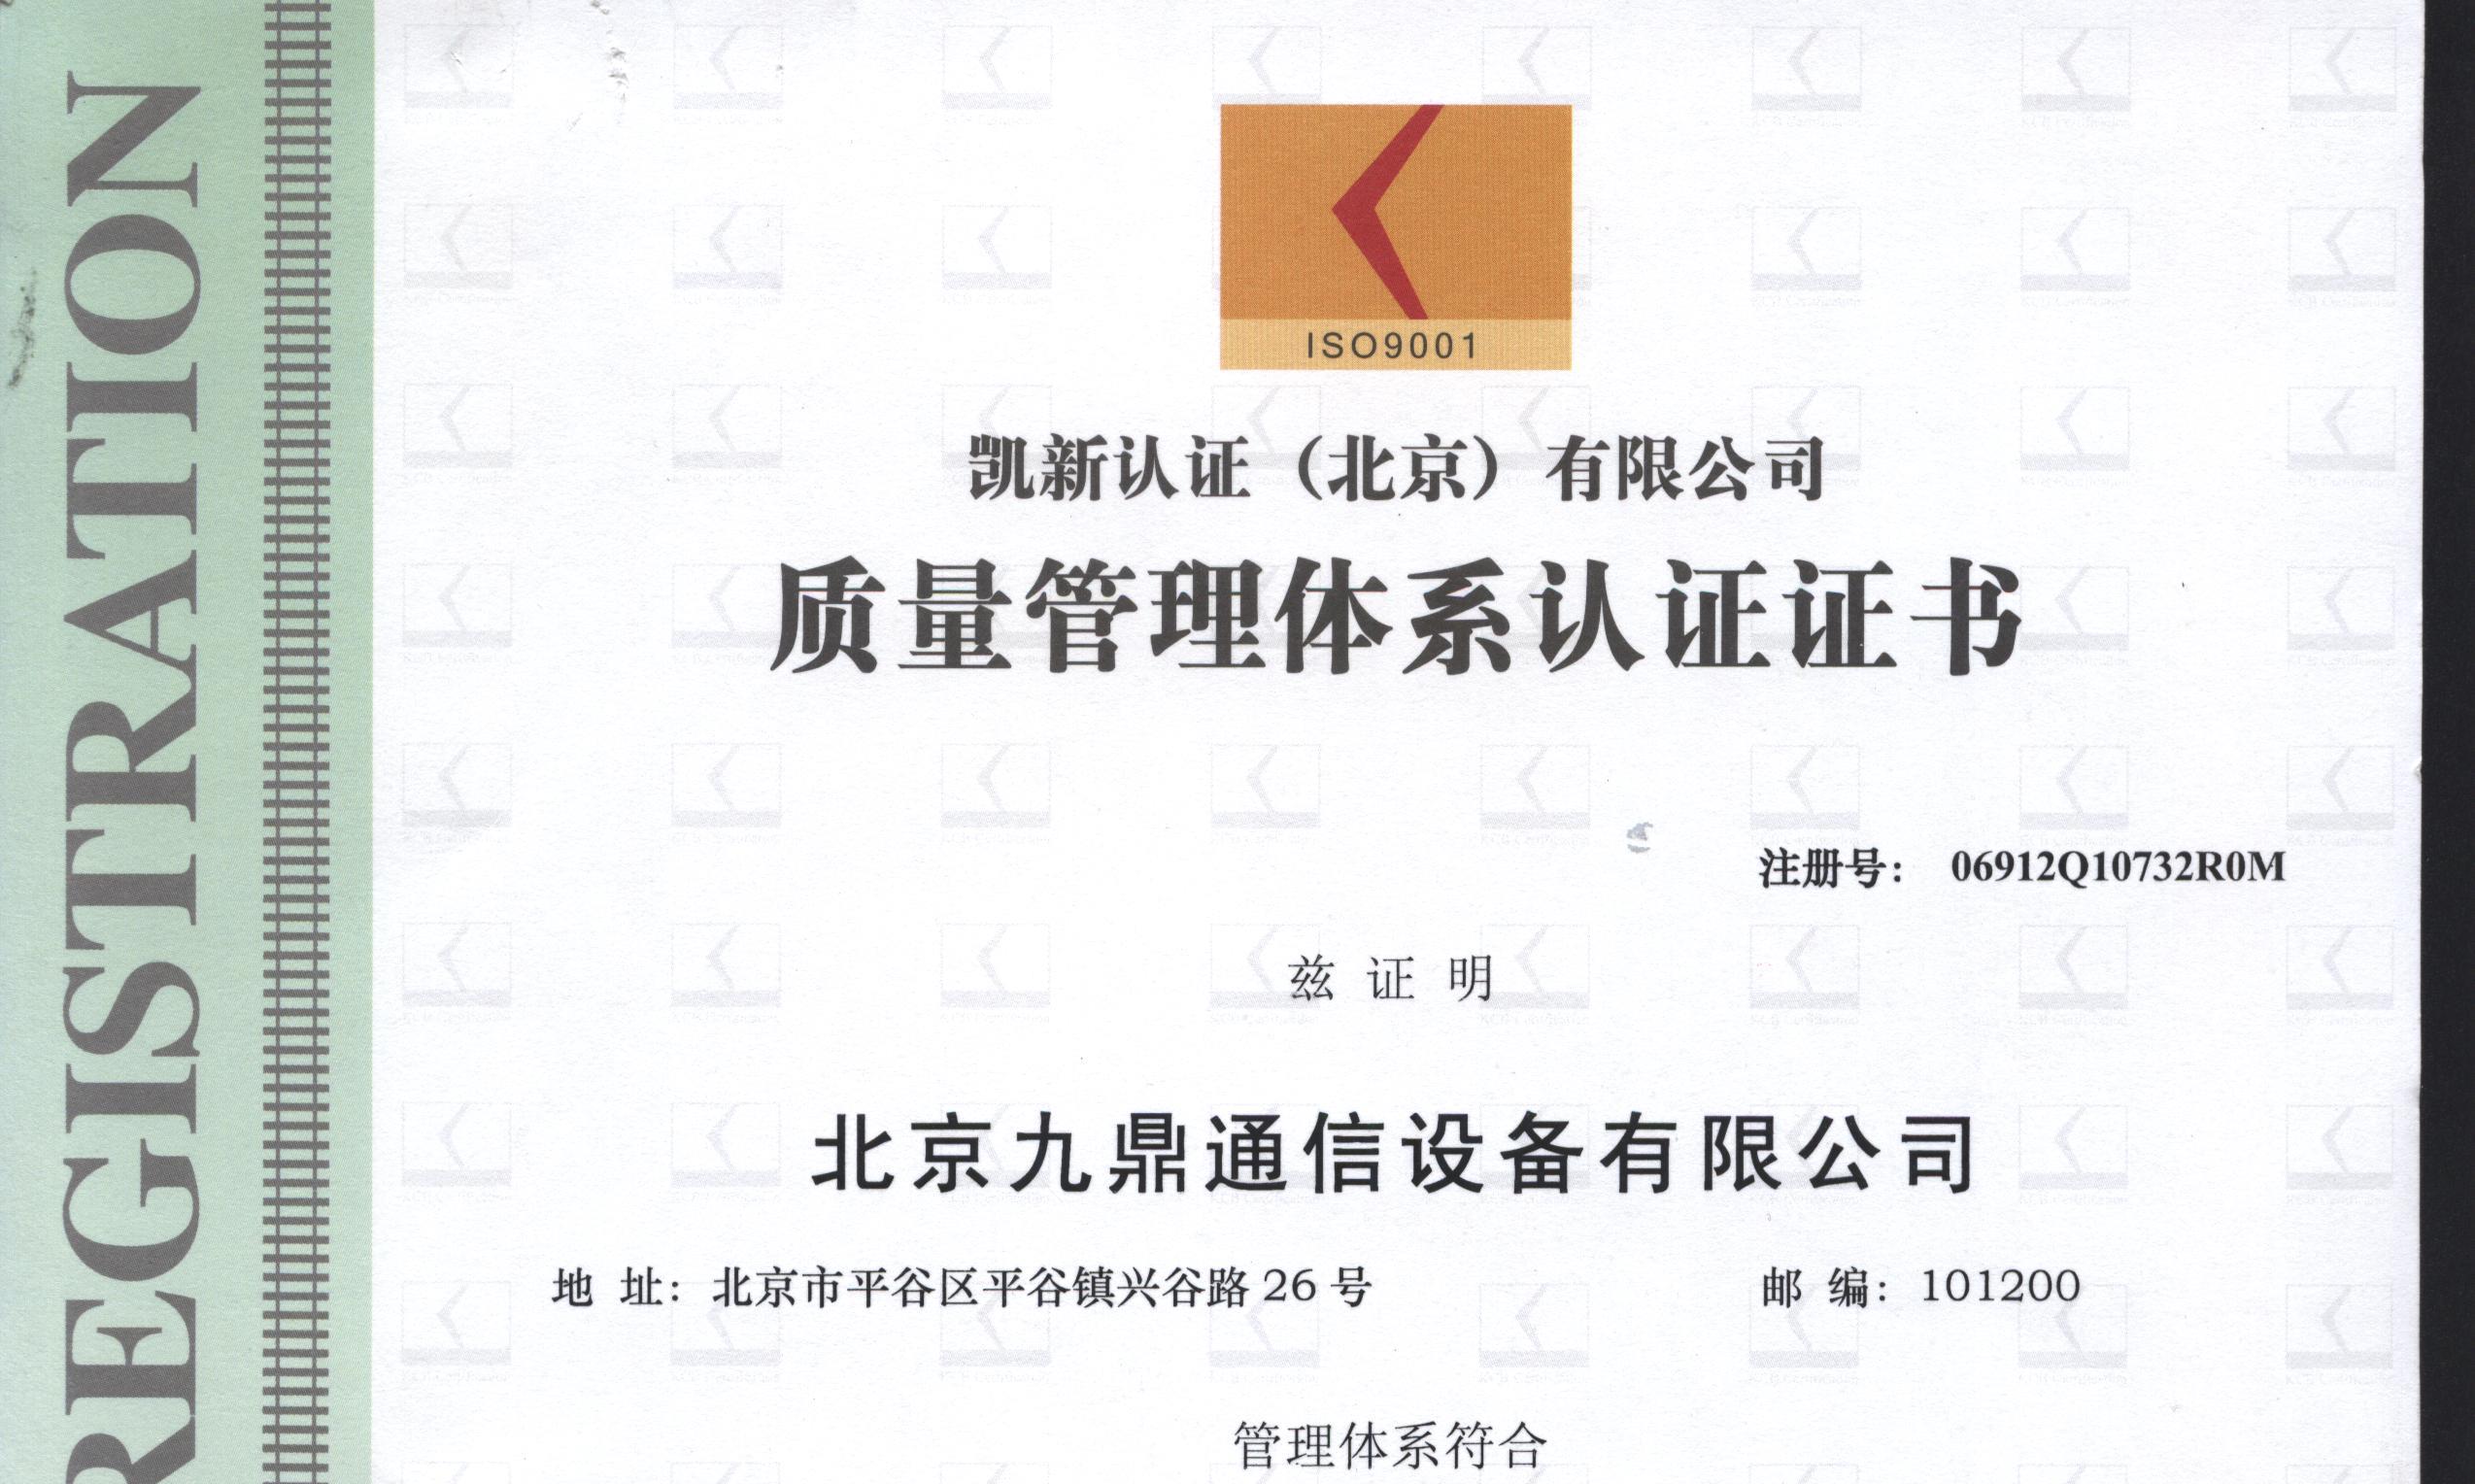 REGISTRATION
ISO9001
凯新认证（北京）有限公司
质量管理体系认证证书
注册号： 06912Q10732R0M
兹 证 明
北京九鼎通信设备有限公司
地 址：北京市平谷区平谷镇兴谷路 26 号 邮 编：101200
管理体系符合